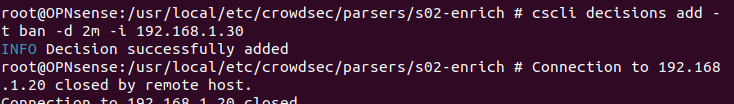 root@OPNsense:/usr/local/etc/crowdsec/parsers/s02-enrich # cscli decisions add -
t ban -d 2m -i 192.168.1.30
INFO Decision successfully added
root@OPNsense:/usr/local/etc/crowdsec/parsers/s02-enrich # Connection to 192.168
.1.20 closed by remote host.
Connection to 192.168.1.20 closed